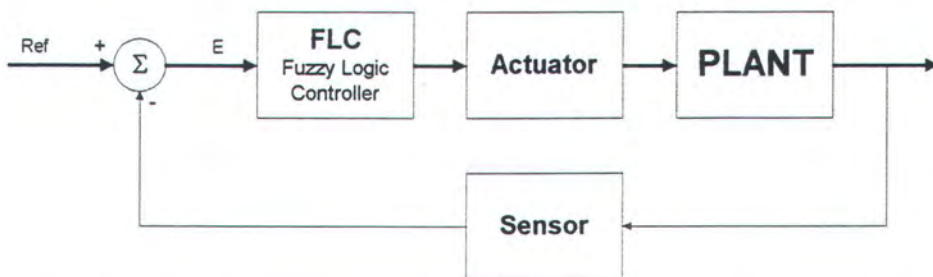 Ref
+
Σ
-
E
FLC
Fuzzy Logic
Controller
Actuator
PLANT
Sensor